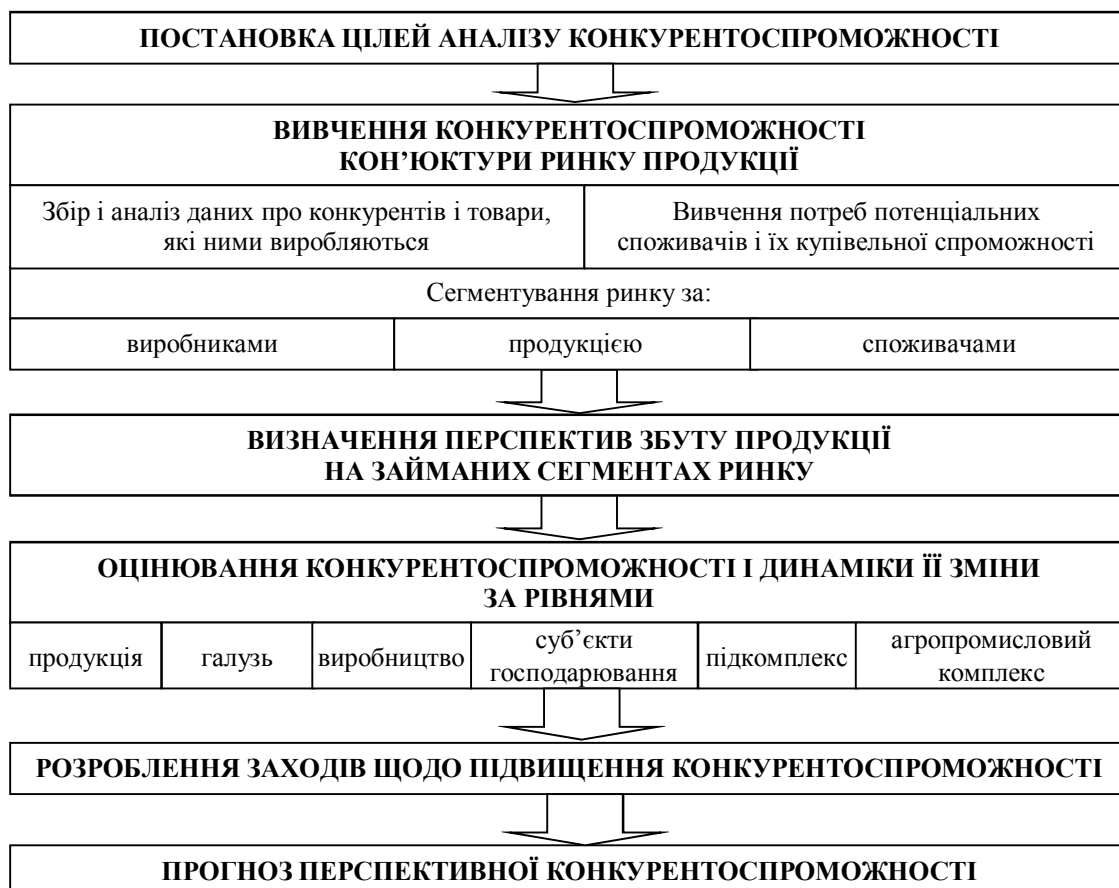 ПОСТАНОВКА ЦІЛЕЙ АНАЛІЗУ КОНКУРЕНТОСПРОМОЖНОСТІ
ВИВЧЕННЯ КОНКУРЕНТОСПРОМОЖНОСТІ
КОН’ЮКТУРИ РИНКУ ПРОДУКЦІЇ
Збір і аналіз даних про конкурентів і товари,
які ними виробляються
Вивчення потреб потенціальних
споживачів і їх купівельної спроможності
Сегментування ринку за:
виробниками
продукцією
споживачами
ВИЗНАЧЕННЯ ПЕРСПЕКТИВ ЗБУТУ ПРОДУКЦІЇ
НА ЗАЙМАНИХ СЕГМЕНТАХ РИНКУ
ОЦІНЮВАННЯ КОНКУРЕНТОСПРОМОЖНОСТІ І ДИНАМІКИ ЇЇ ЗМІНИ
ЗА РІВНЯМИ
продукція
галузь
виробництво
суб’єкти
господарювання
підкомплекс
агропромисловий
комплекс
РОЗРОБЛЕННЯ ЗАХОДІВ ЩОДО ПІДВИЩЕННЯ КОНКУРЕНТОСПРОМОЖНОСТІ
ПРОГНОЗ ПЕРСПЕКТИВНОЇ КОНКУРЕНТОСПРОМОЖНОСТІ